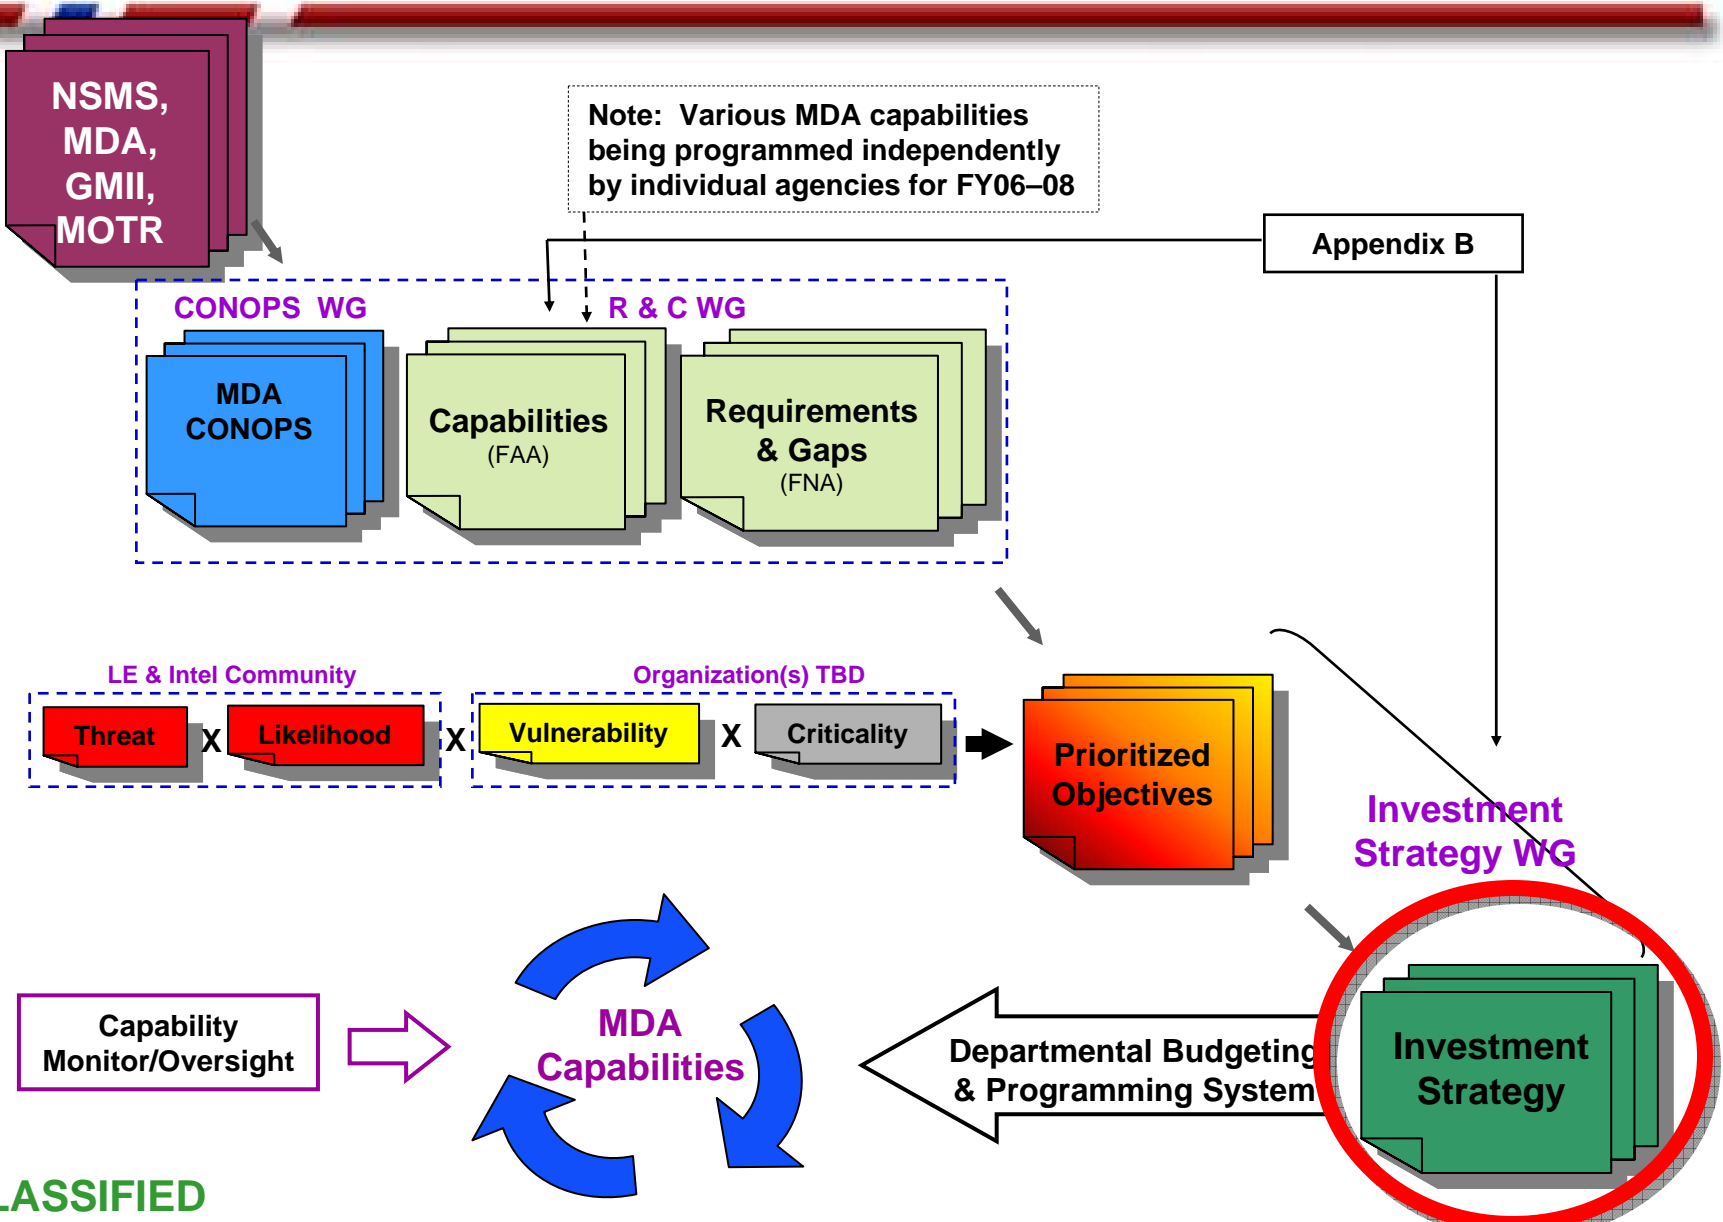 NSMS,
MDA,
GMII,
MOTR
Note: Various MDA capabilities
being programmed independently
by individual agencies for FY06–08
Appendix B
CONOPS WG
R & C WG
MDA
CONOPS
Capabilities
(FAA)
Requirements
& Gaps
(FNA)
LE & Intel Community
Organization(s) TBD
Threat
X
Likelihood
X
Vulnerability
X
Criticality
Prioritized
Objectives
Investment
Strategy WG
Capability
Monitor/Oversight
MDA
Capabilities
Departmental Budgeting
& Programming System
Investment
Strategy
LASSIFIED